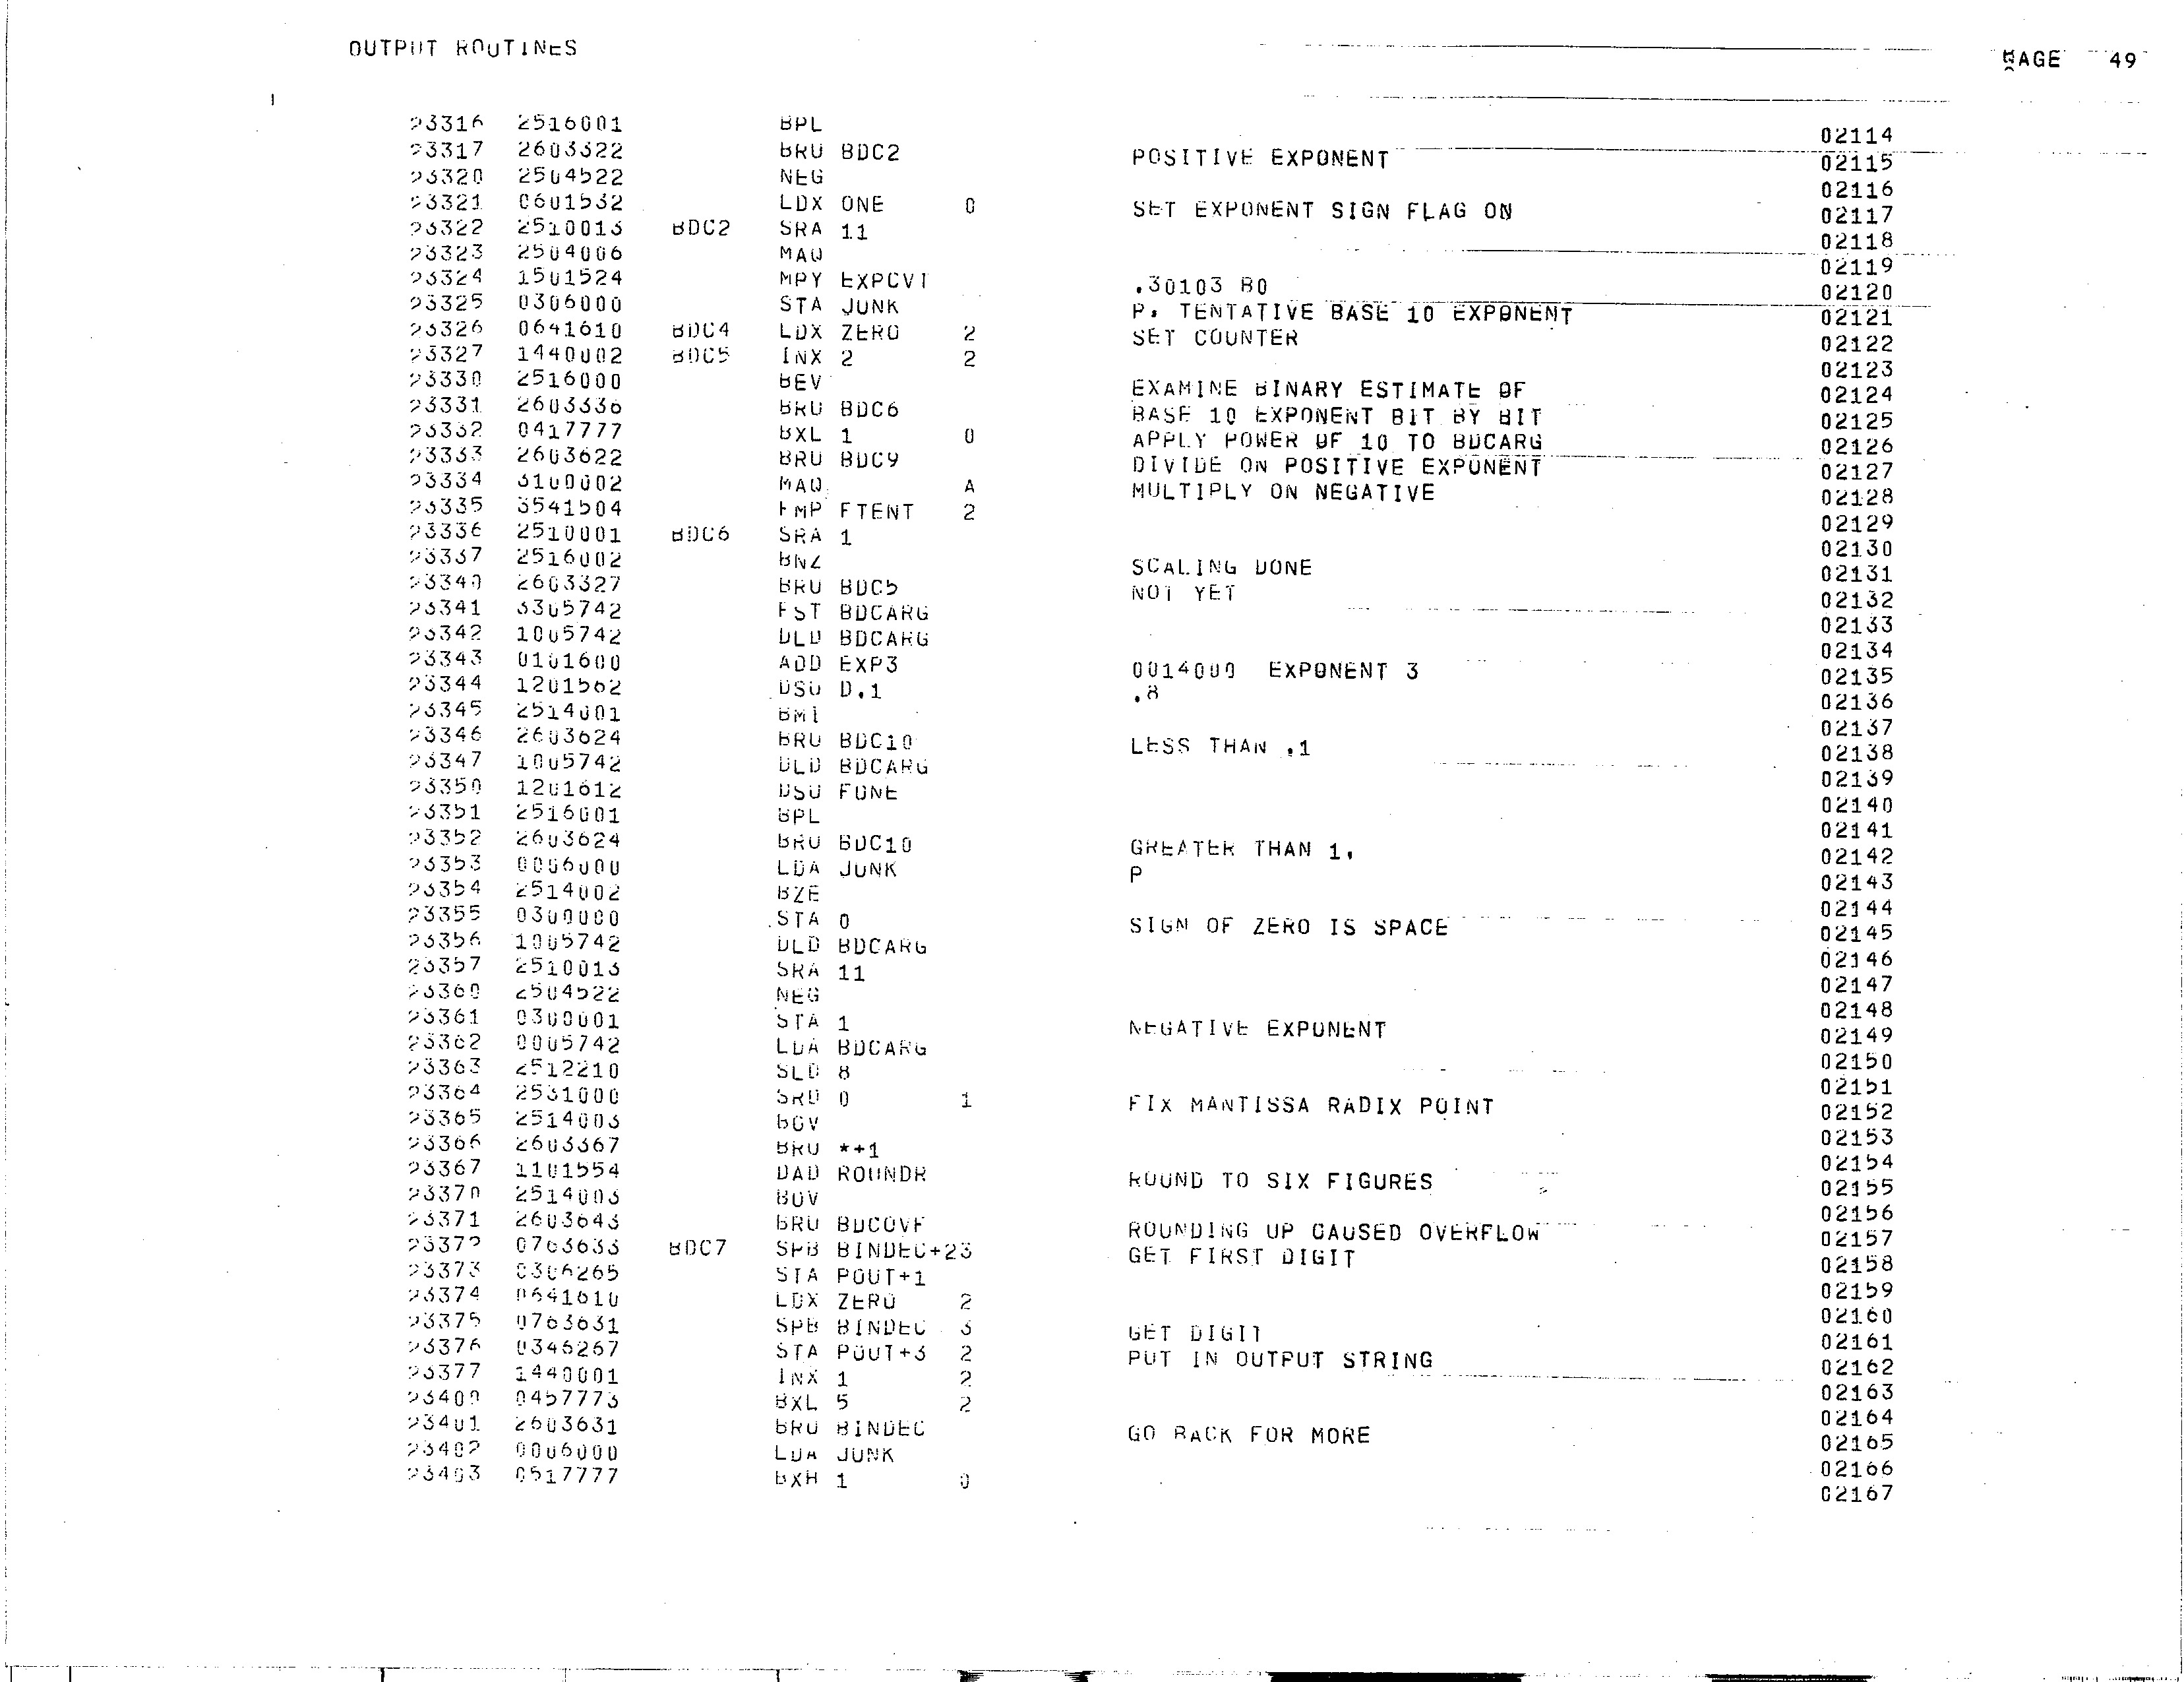 OUTPUT ROUTINES PAGE 49
23316 2516001 BPL 02114
23317 2603322 BRU BDC2 POSITIVE EXPONENT 02115
23320 2504522 NEG 02116
23321 0601532 LDX ONE 0 SET EXPONENT SIGN FLAG ON 02117
23322 2510013 BDC2 SRA 11 02118
23323 2504006 MAQ 02119
23324 1501524 MPY EXPCVT .30103 B0 02120
23325 0306000 STA JUNK P. TENTATIVE BASE 10 EXPONENT 02121
23326 0641610 BDC4 LDX ZERO 2 SET COUNTER 02122
23327 1440002 BDC5 INX 2 2 02123
23330 2516000 BEV EXAMINE BINARY ESTIMATE OF 02124
23331 2603336 BRU BDC6 BASE 10 EXPONENT BIT BY BIT 02125
23332 0417777 BXL 1 0 APPLY POWER OF 10 TO BDCARG 02126
23333 2603622 BRU BDC9 DIVIDE ON POSITIVE EXPONENT 02127
23334 3100002 MAQ A MULTIPLY ON NEGATIVE 02128
23335 3541504 FMP FTENT 2 02129
23336 2510001 BDC6 SRA 1 02130
23337 2516002 BNZ SCALING DONE 02131
23340 2603327 BRU BDC5 NOT YET 02132
23341 3305742 FST BDCARG 02133
23342 1005742 DLD BDCARG 02134
23343 0101600 ADD EXP3 0014000 EXPONENT 3 02135
23344 1201562 DSU D.1 .8 02136
23345 2514001 BMI 02137
23346 2603624 BRU BDC10 LESS THAN .1 02138
23347 1005742 DLD BDCARG 02139
23350 1201612 DSU FONE 02140
23351 2516001 BPL 02141
23352 2603624 BRU BDC10 GREATER THAN 1. 02142
23353 0006000 LDA JUNK P 02143
23354 2514002 BZE 02144
23355 0300000 STA 0 SIGN OF ZERO IS SPACE 02145
23356 1005742 DLD BDCARG 02146
23357 2510013 SRA 11 02147
23360 2504522 NEG 02148
23361 0300001 STA 1 NEGATIVE EXPONENT 02149
23362 0005742 LDA BDCARG 02150
23363 2512210 SLD 8 02151
23364 2531000 SRD 0 1 FIX MANTISSA RADIX POINT 02152
23365 2514003 BOV 02153
23366 2603367 BRU *+1 02154
23367 1101554 DAD ROUNDR ROUND TO SIX FIGURES 02155
23370 2514003 BOV 02156
23371 2603643 BRU BDCOVF ROUNDING UP CAUSED OVERFLOW 02157
23372 0763633 BDC7 SPB BINDEC+23 GET FIRST DIGIT 02158
23373 0306265 STA POUT+1 02159
23374 0641610 LDX ZERO 2 02160
23375 0763631 SPB BINDEC 3 GET DIGIT 02161
23376 0346267 STA POUT+3 2 PUT IN OUTPUT STRING 02162
23377 1440001 INX 1 2 02163
23400 0457773 BXL 5 2 02164
23401 2603631 BRU BINDEC GO BACK FOR MORE 02165
23402 0006000 LDA JUNK 02166
23403 0517777 BXH 1 0 02167